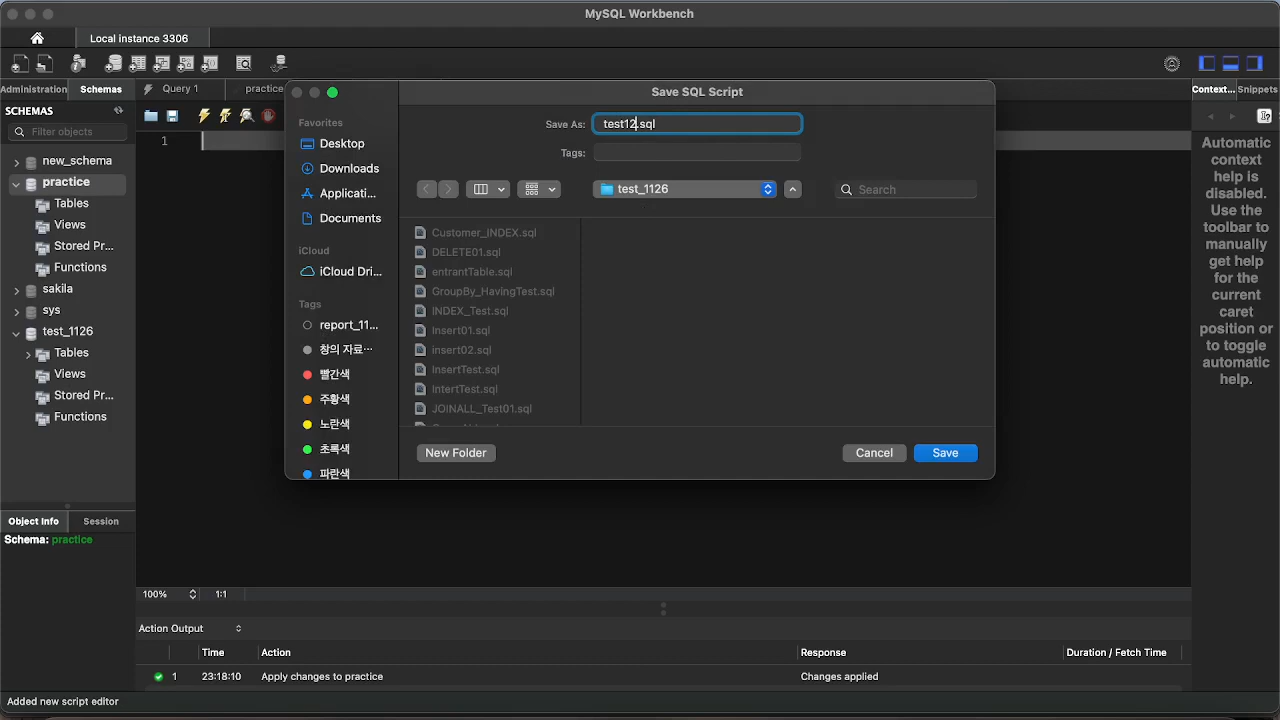 MySQL Workbench
Local instance 3306
Administration
Schemas
Query 1
practice
Context...
Snippets
SCHEMAS
Filter objects
new_schema
practice
Tables
Views
Stored Pr...
Functions
sakila
sys
test_1126
Tables
Views
Stored Pr...
Functions
Object Info
Session
Schema: practice
1
Save SQL Script
Save As: test12.sql
Tags:
test_1126
Search
Favorites
Desktop
Downloads
Applicati...
Documents
iCloud
iCloud Dri...
Tags
report_11...
창의 자료...
빨간색
주황색
노란색
초록색
파란색
Customer_INDEX.sql
DELETE01.sql
entrantTable.sql
GroupBy_HavingTest.sql
INDEX_Test.sql
Insert01.sql
insert02.sql
InsertTest.sql
IntertTest.sql
JOINALL_Test01.sql
New Folder
Cancel
Save
Automatic
context
help is
disabled.
Use the
toolbar to
manually
get help
for the
current
caret
position or
to toggle
automatic
help.
100%
1:1
Action Output
Time
Action
Response
Duration / Fetch Time
1
23:18:10
Apply changes to practice
Changes applied
Added new script editor